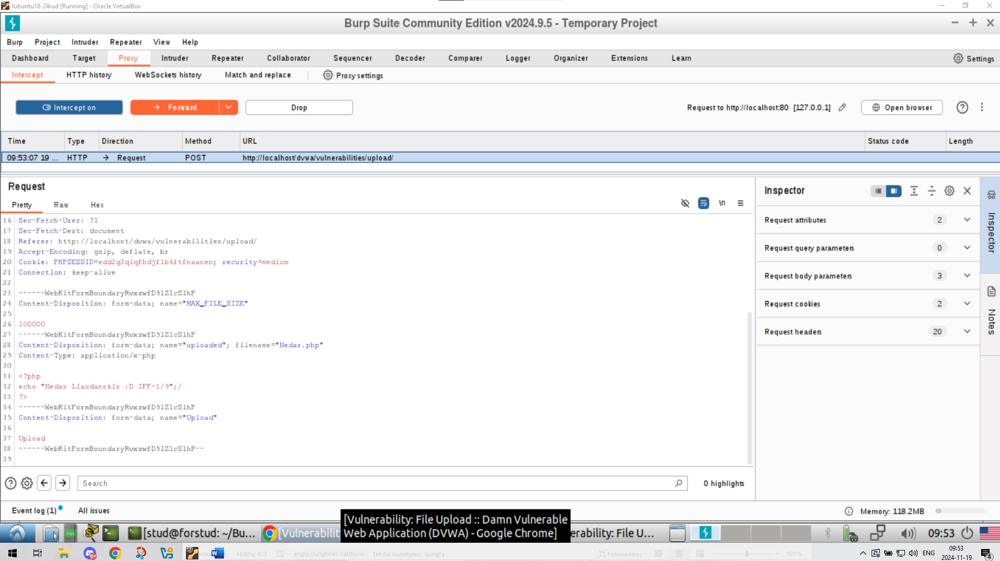 lubuntu18-24rud [Running] - Oracle VirtualBox
Burp Suite Community Edition v2024.9.5 - Temporary Project
Burp Project Intruder Repeater View Help
Dashboard Target Proxy Intruder Repeater Collaborator Sequencer Decoder Comparer Logger Organizer Extensions Learn Settings
Intercept HTTP history WebSockets history Match and replace Proxy settings
Intercept on Forward Drop Request to http://localhost:80 [127.0.0.1] Open browser
Time Type Direction Method URL Status code Length
09:53:07 19 ... HTTP → Request POST http://localhost/dvwa/vulnerabilities/upload/
Request
Pretty Raw Hex \n
16 Sec-Fetch-User: ?1
17 Sec-Fetch-Dest: document
18 Referer: http://localhost/dvwa/vulnerabilities/upload/
19 Accept-Encoding: gzip, deflate, br
20 Cookie: PHPSESSID=edd2g3qiqfhdjflb6ftfnaanen; security=medium
21 Connection: keep-alive
22
23 ------WebKitFormBoundaryRvxzwfD9lZlcSlhP
24 Content-Disposition: form-data; name="MAX_FILE_SIZE"
25
26 100000
27 ------WebKitFormBoundaryRvxzwfD9lZlcSlhP
28 Content-Disposition: form-data; name="uploaded"; filename="Nedas.php"
29 Content-Type: application/x-php
30
31 <?php
32 echo "Nedas Liaudanskis :D IFF-1/9";/
33 ?>
34 ------WebKitFormBoundaryRvxzwfD9lZlcSlhP
35 Content-Disposition: form-data; name="Upload"
36
37 Upload
38 ------WebKitFormBoundaryRvxzwfD9lZlcSlhP--
39
Inspector
Request attributes 2
Request query parameters 0
Request body parameters 3
Request cookies 2
Request headers 20
Inspector
Notes
Search 0 highlights
Event log (1) All issues Memory: 118.2MB
[Vulnerability: File Upload :: Damn Vulnerable
Web Application (DVWA) - Google Chrome]
[stud@forstud: ~/Bu... [Vulnerabilit erability: File U... 09:53
žodžių: 413 anglų (Jungtinės Valstijos) Teksto numatymas: įjungta Fokusavimas 100 %
ENG 09:53
2024-11-19